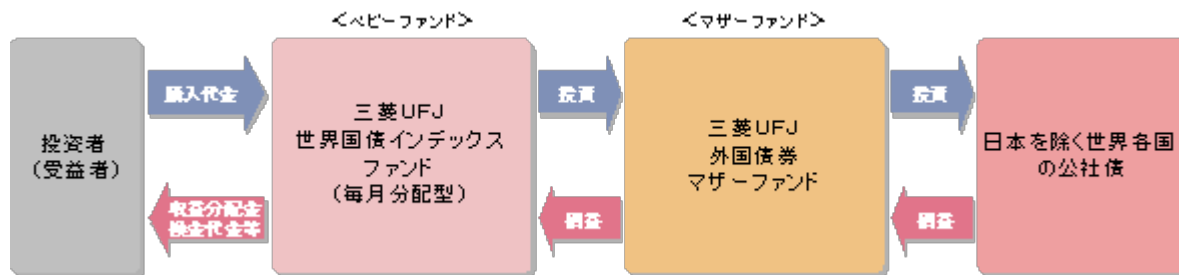 ＜ベビーファンド＞
＜マザーファンド＞
投資者
（受益者）
購入代金
収益分配金
換金代金等
三菱ＵＦＪ
世界国債インデックス
ファンド
（毎月分配型）
投資
損益
三菱ＵＦＪ
外国債券
マザーファンド
投資
損益
日本を除く世界各国
の公社債